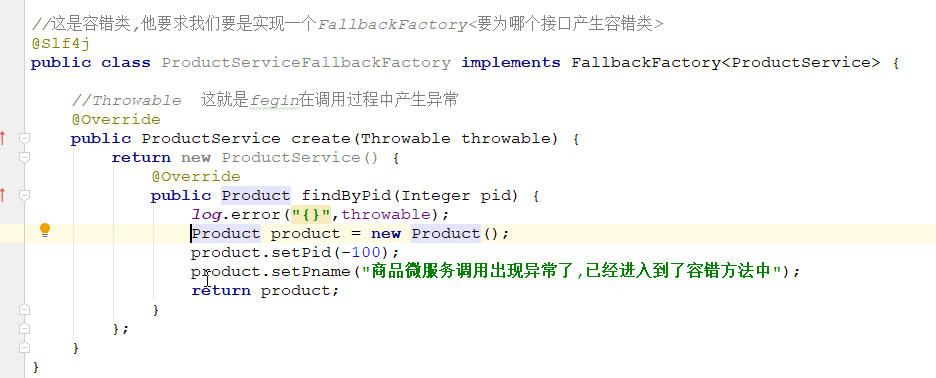 //这是容错类,他要求我们要是实现一个FallbackFactory<要为哪个接口产生容错类>
@Slf4j
public class ProductServiceFallbackFactory implements FallbackFactory<ProductService> {
//Throwable  这就是fegin在调用过程中产生异常
@Override
public ProductService create(Throwable throwable) {
return new ProductService() {
@Override
public Product findByPid(Integer pid) {
log.error("{}",throwable);
Product product = new Product();
product.setPid(-100);
product.setPname("商品微服务调用出现异常了,已经进入到了容错方法中");
return product;
}
};
}
}